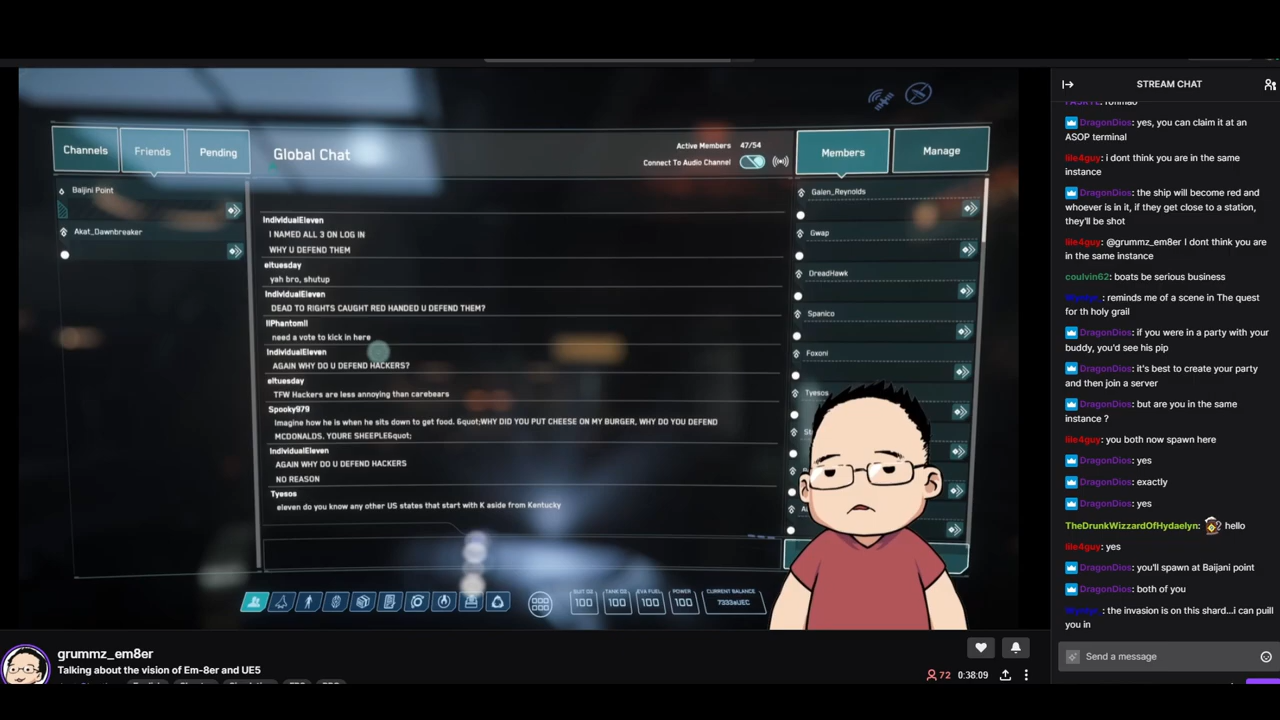 Channels
Friends
Pending
Global Chat
Active Members 47/54
Connect To Audio Channel
Members
Manage
Baijini Point
Akat_Dawnbreaker
IndividualEleven
I NAMED ALL 3 ON LOG IN
WHY U DEFEND THEM
eltuesday
yah bro, shutup
IndividualEleven
DEAD TO RIGHTS CAUGHT RED HANDED U DEFEND THEM?
llPhantomll
need a vote to kick in here
IndividualEleven
AGAIN WHY DO U DEFEND HACKERS?
eltuesday
TFW Hackers are less annoying than carebears
Spooky979
Imagine how he is when he sits down to get food. &quot;WHY DID YOU PUT CHEESE ON MY BURGER, WHY DO YOU DEFEND
MCDONALDS, YOURE SHEEPLE&quot;
IndividualEleven
AGAIN WHY DO U DEFEND HACKERS
NO REASON
Tyesos
eleven do you know any other US states that start with K aside from Kentucky
Galen_Reynolds
Gwap
DreadHawk
Spanico
Foxoni
Tyesos
SUIT O2
100
TANK O2
100
EVA FUEL
100
POWER
100
CURRENT BALANCE
7333aUEC
grummz_em8er
Talking about the vision of Em-8er and UE5
72
0:38:09
STREAM CHAT
DragonDios: yes, you can claim it at an
ASOP terminal
lile4guy: i dont think you are in the same
instance
DragonDios: the ship will become red and
whoever is in it, if they get close to a station,
they'll be shot
lile4guy: @grummz_em8er I dont think you are
in the same instance
coulvin62: boats be serious business
: reminds me of a scene in The quest
for th holy grail
DragonDios: if you were in a party with your
buddy, you'd see his pip
DragonDios: it's best to create your party
and then join a server
DragonDios: but are you in the same
instance ?
lile4guy: you both now spawn here
DragonDios: yes
DragonDios: exactly
DragonDios: yes
TheDrunkWizzardOfHydaelyn: hello
lile4guy: yes
DragonDios: you'll spawn at Baijani point
DragonDios: both of you
: the invasion is on this shard...i can puill
you in
Send a message